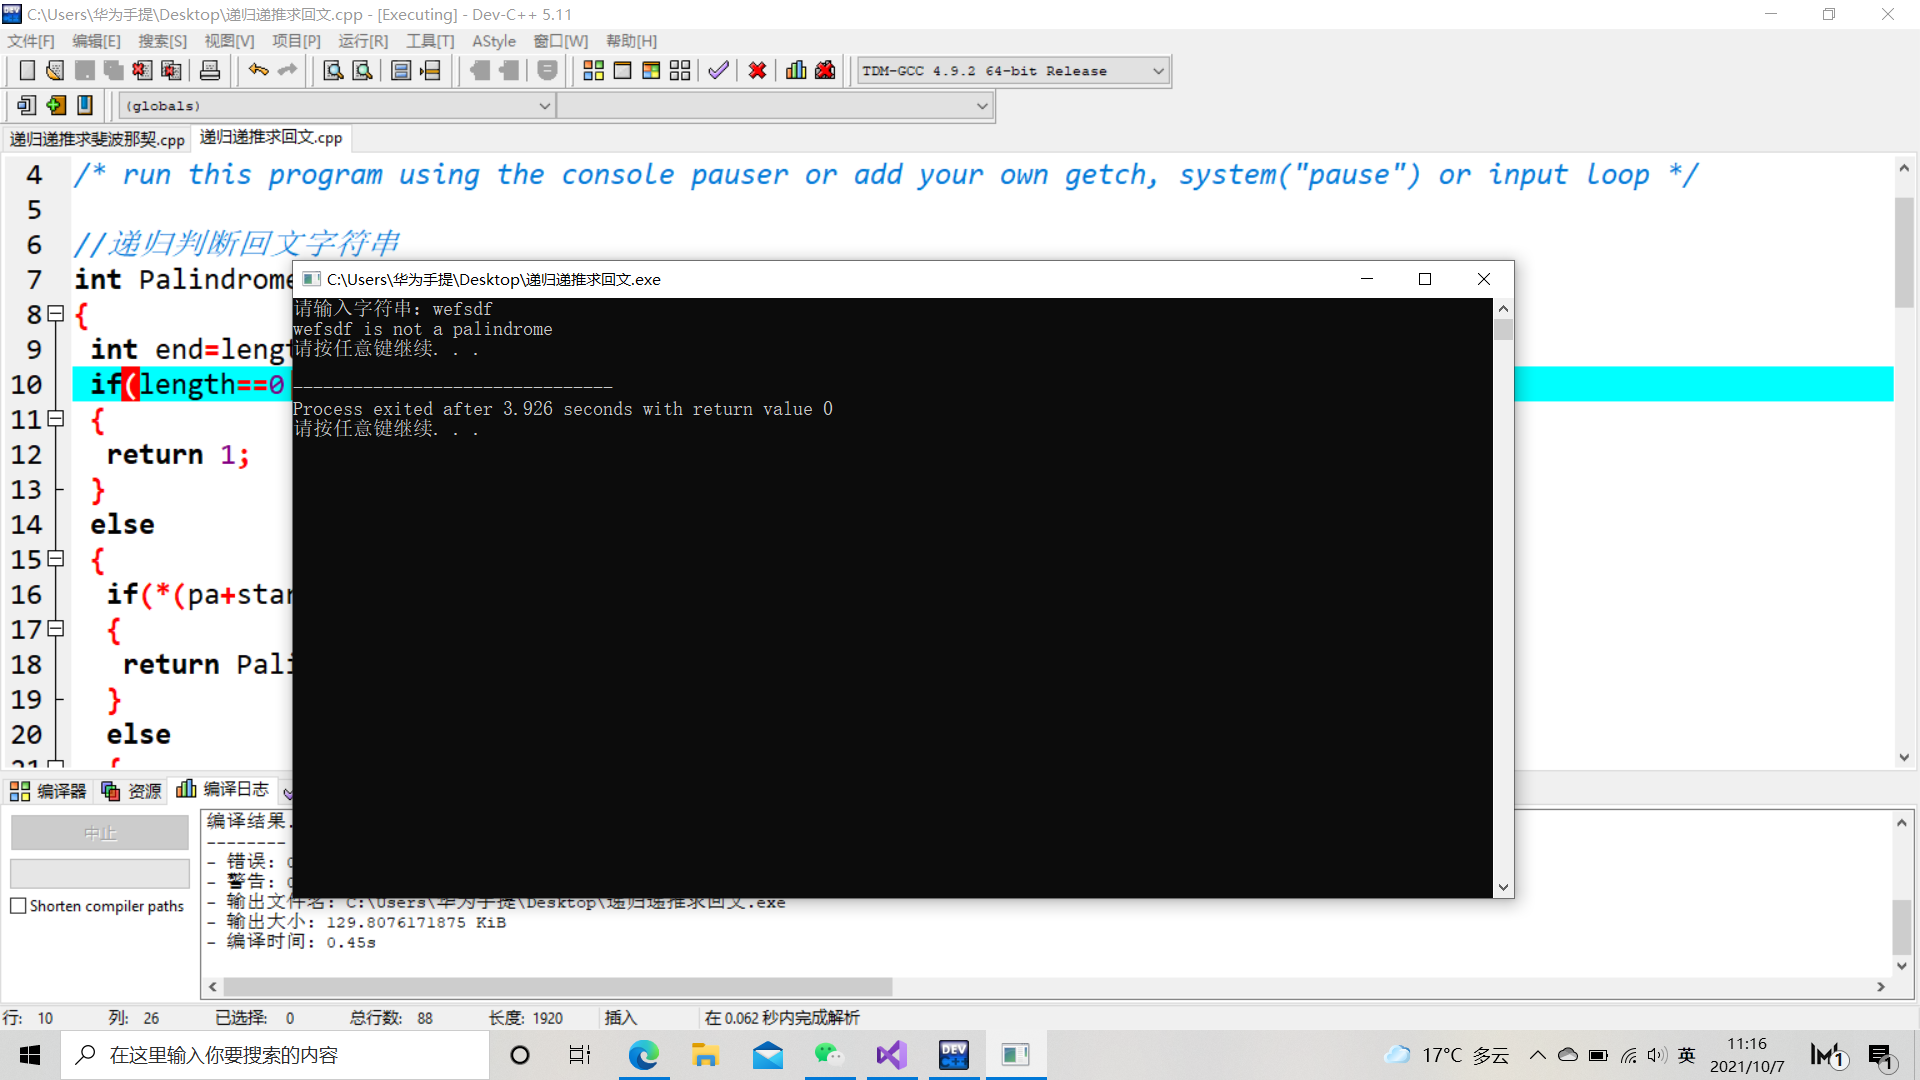 C:\Users\华为手提\Desktop\递归递推求回文.cpp - [Executing] - Dev-C++ 5.11
文件[F] 编辑[E] 搜索[S] 视图[V] 项目[P] 运行[R] 工具[T] AStyle 窗口[W] 帮助[H]
TDM-GCC 4.9.2 64-bit Release
(globals)
递归递推求斐波那契.cpp 递归递推求回文.cpp
4 /* run this program using the console pauser or add your own getch, system("pause") or input loop */
5
6 //递归判断回文字符串
7 int Palindrome
8 {
9 int end=lengt
10 if(length==0
11 {
12 return 1;
13 }
14 else
15 {
16 if(*(pa+star
17 {
18 return Pali
19 }
20 else
21 {
C:\Users\华为手提\Desktop\递归递推求回文.exe
请输入字符串: wefsdf
wefsdf is not a palindrome
请按任意键继续. . .
--------------------------------
Process exited after 3.926 seconds with return value 0
请按任意键继续. . .
编译器 资源 编译日志
中止
Shorten compiler paths
编译结果.
--------
- 错误: 0
- 警告: 0
- 输出文件名: C:\Users\华为手提\Desktop\递归递推求回文.exe
- 输出大小: 129.8076171875 KiB
- 编译时间: 0.45s
行: 10 列: 26 已选择: 0 总行数: 88 长度: 1920 插入 在 0.062 秒内完成解析
在这里输入你要搜索的内容
DEV C++
17°C 多云
英
11:16
2021/10/7
1
1